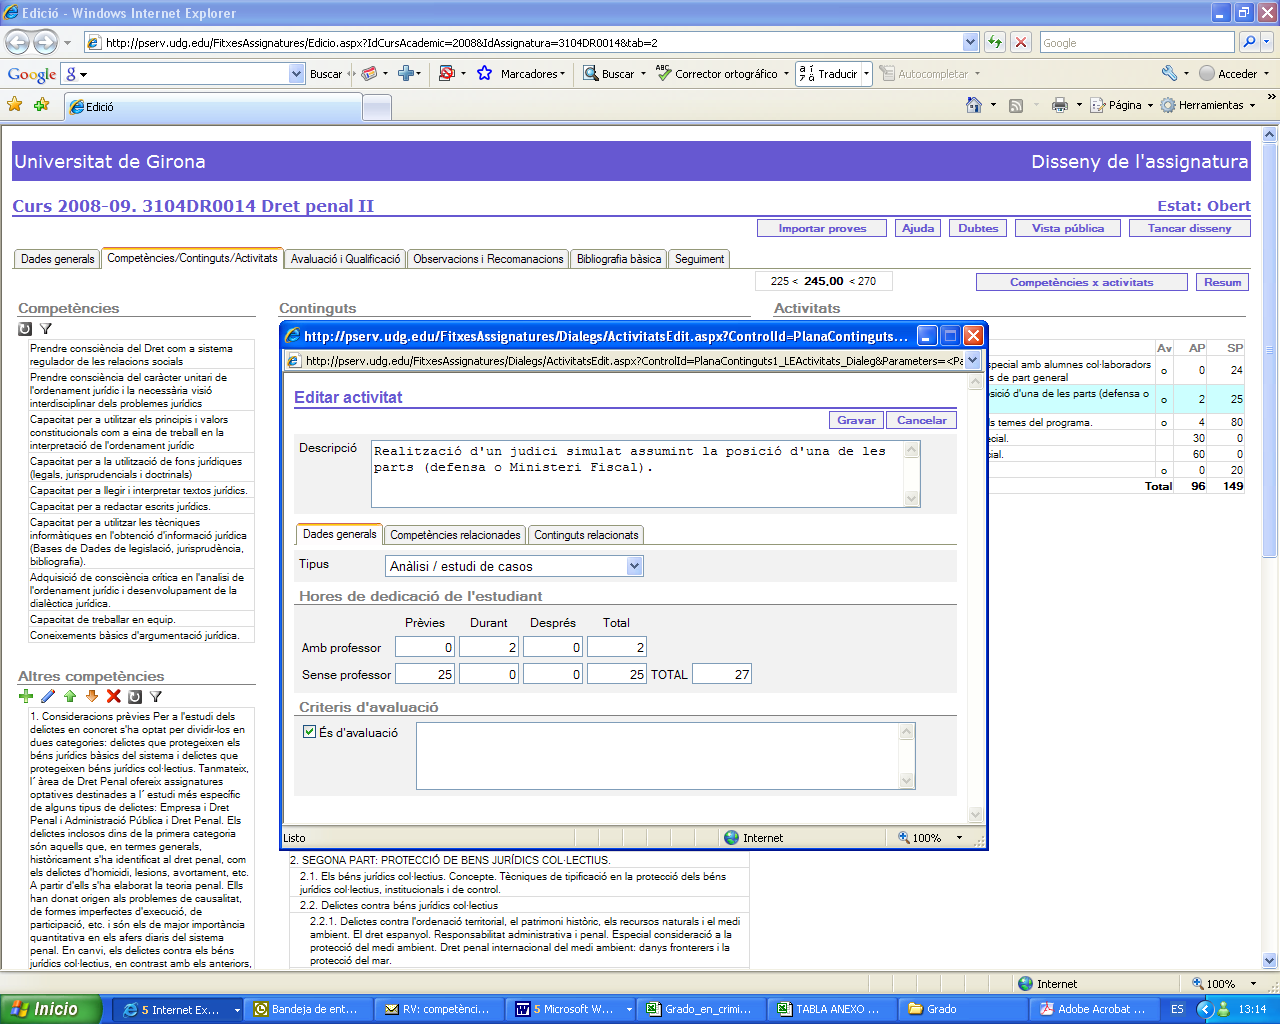 Edició - Windows Internet Explorer
http://pserv.udg.edu/FitxesAssignatures/Edicio.aspx?IdCursAcademic=2008&IdAssignatura=3104DR0014&tab=2
Google
Google
Buscar
Marcadores
Buscar
ABC
Corrector ortográfico
Traducir
Autocompletar
Acceder
Edició
Página
Herramientas
Universitat de Girona
Disseny de l'assignatura
Curs 2008-09. 3104DR0014 Dret penal II
Estat: Obert
Importar proves
Ajuda
Dubtes
Vista pública
Tancar disseny
Dades generals
Competències/Continguts/Activitats
Avaluació i Qualificació
Observacions i Recomanacions
Bibliografia bàsica
Seguiment
225 < 245,00 < 270
Competències x activitats
Resum
Competències
Continguts
Activitats
Prendre consciència del Dret com a sistema
regulador de les relacions socials
Prendre consciència del caràcter unitari de
l'ordenament jurídic i la necessària visió
interdisciplinar dels problemes jurídics
Capacitat per a utilitzar els principis i valors
constitucionals com a eina de treball en la
interpretació de l'ordenament jurídic
Capacitat per a la utilització de fons jurídiques
(legals, jurisprudencials i doctrinals)
Capacitat per a llegir i interpretar textos jurídics.
Capacitat per a redactar escrits jurídics.
Capacitat per a utilitzar les tècniques
informàtiques en l'obtenció d'informació jurídica
(Bases de Dades de legislació, jurisprudència,
bibliografia).
Adquisició de consciència crítica en l'analisi de
l'ordenament jurídic i desenvolupament de la
dialèctica jurídica.
Capacitat de treballar en equip.
Coneixements bàsics d'argumentació jurídica.
Altres competències
1. Consideracions prèvies Per a l'estudi dels
delictes en concret s'ha optat per dividir-los en
dues categories: delictes que protegeixen els
béns jurídics bàsics del sistema i delictes que
protegeixen béns jurídics col·lectius. Tanmateix,
l´ àrea de Dret Penal ofereix assignatures
optatives destinades a l´ estudi més específic
de alguns tipus de delictes: Empresa i Dret
Penal i Administració Pública i Dret Penal. Els
delictes inclosos dins de la primera categoria
són aquells que, en temes generals,
històricament s'ha identificat al dret penal, com
els delictes d'homicidi, lesions, avortament, etc.
A partir d'ells s'ha elaborat la teoria penal. Ells
han donat origen als problemes de causalitat,
de formes imperfectes d'execució, de
participació, etc. i són els de major importància
quantitativa en els afers diaris del sistema
penal. En canvi, els delictes contra els béns
jurídics col·lectius, en contrast amb els anteriors,
http://pserv.udg.edu/FitxesAssignatures/Dialegs/ActivitatsEdit.aspx?ControlId=PlanaContinguts...
http://pserv.udg.edu/FitxesAssignatures/Dialegs/ActivitatsEdit.aspx?ControlId=PlanaContinguts1_LEActivitats_Dialeg&Parameters=<Pa
Editar activitat
Gravar
Cancelar
Descripció
Realització d'un judici simulat assumint la posició d'una de les
parts (defensa o Ministeri Fiscal).
Dades generals
Competències relacionades
Continguts relacionats
Tipus
Anàlisi / estudi de casos
Hores de dedicació de l'estudiant
Prèvies Durant Després Total
Amb professor 0 2 0 2
Sense professor 25 0 0 25 TOTAL 27
Criteris d'avaluació
És d'avaluació
Listo
Internet
100%
Av AP SP
especial amb alumnes col·laboradors
s de part general
o 0 24
osició d'una de les parts (defensa o
o 2 25
ls temes del programa. o 4 80
ecial. 30 0
cial. 60 0
o 0 20
Total 96 149
2. SEGONA PART: PROTECCIÓ DE BENS JURÍDICS COL·LECTIUS.
2.1. Els béns jurídics col·lectius. Concepte. Tècniques de tipificació en la protecció dels béns
jurídics col·lectius, institucionals i de control.
2.2. Delictes contra béns jurídics col·lectius
2.2.1. Delictes contra l'ordenació territorial, el patrimoni històric, els recursos naturals i el medi
ambient. El dret espanyol. Responsabilitat administrativa i penal. Especial consideració a la
protecció del medi ambient. Dret penal internacional del medi ambient: danys fronterers i la
protecció del mar.
Internet
100%
Inicio
5 Internet Ex...
Bandeja de ent...
RV: competènci...
5 Microsoft W...
Grado_en_crimi...
TABLA ANEXO ...
Grado
Adobe Acrobat ...
ES
13:14